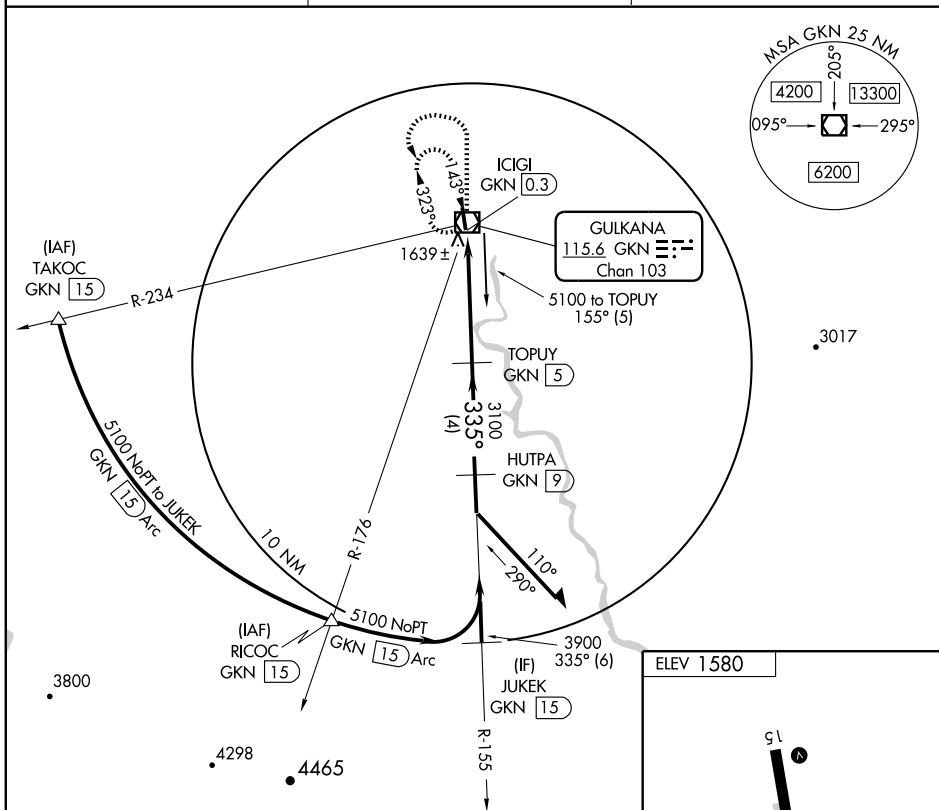 MSA GKN 25 NM
205°
4200
13300
095°
295°
6200
ICIGI
GKN 0.3
143°
323°
GULKANA
115.6 GKN
Chan 103
1639 ±
(IAF)
TAKOC
GKN 15
R-234
5100 to TOPUY
155° (5)
3017
TOPUY
GKN 5
3100
335°
(4)
HUTPA
GKN 9
5100 NoPT to JUKEK
GKN 15 Arc
10 NM
R-176
110°
290°
5100 NoPT
GKN 15 Arc
(IAF)
RICOC
GKN 15
3900
335° (6)
(IF)
JUKEK
GKN 15
R-155
3800
4298
4465
ELEV 1580
15
V